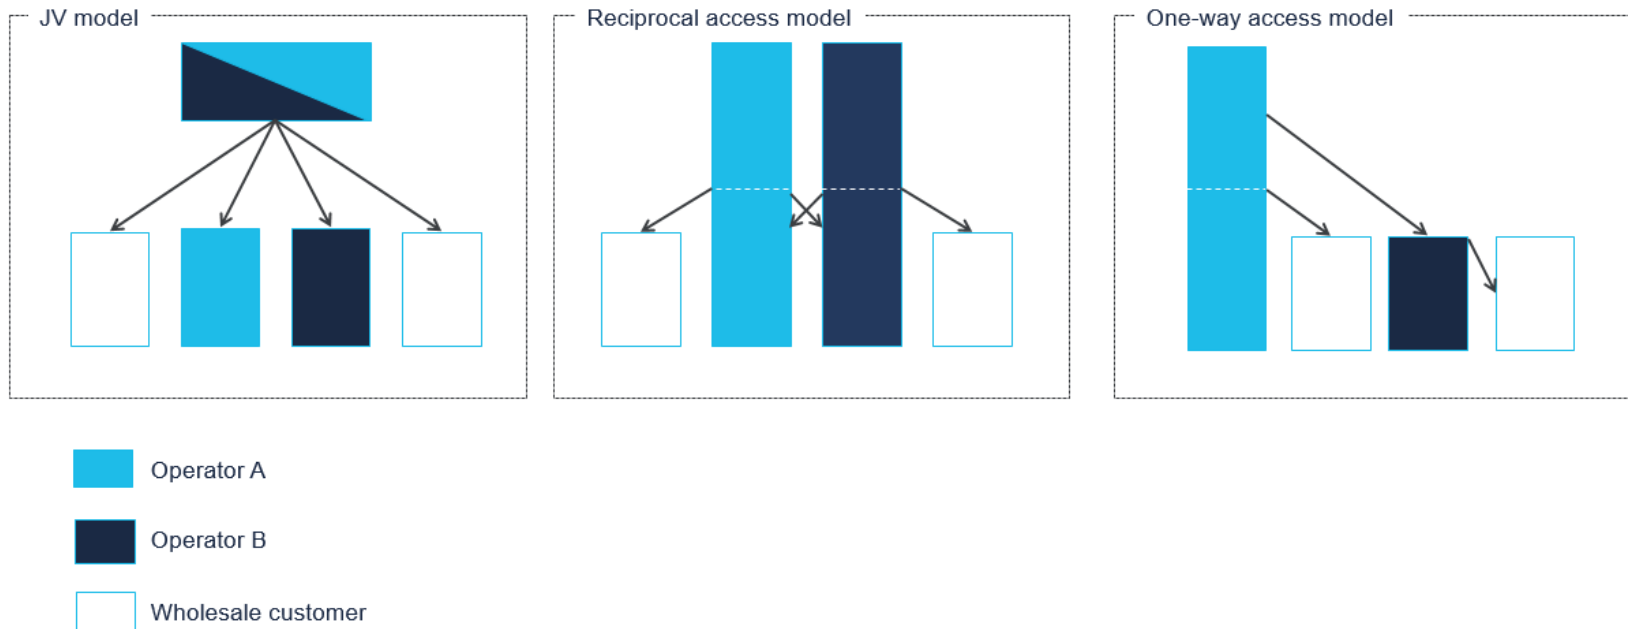 JV model
Reciprocal access model
One-way access model
Operator A
Operator B
Wholesale customer